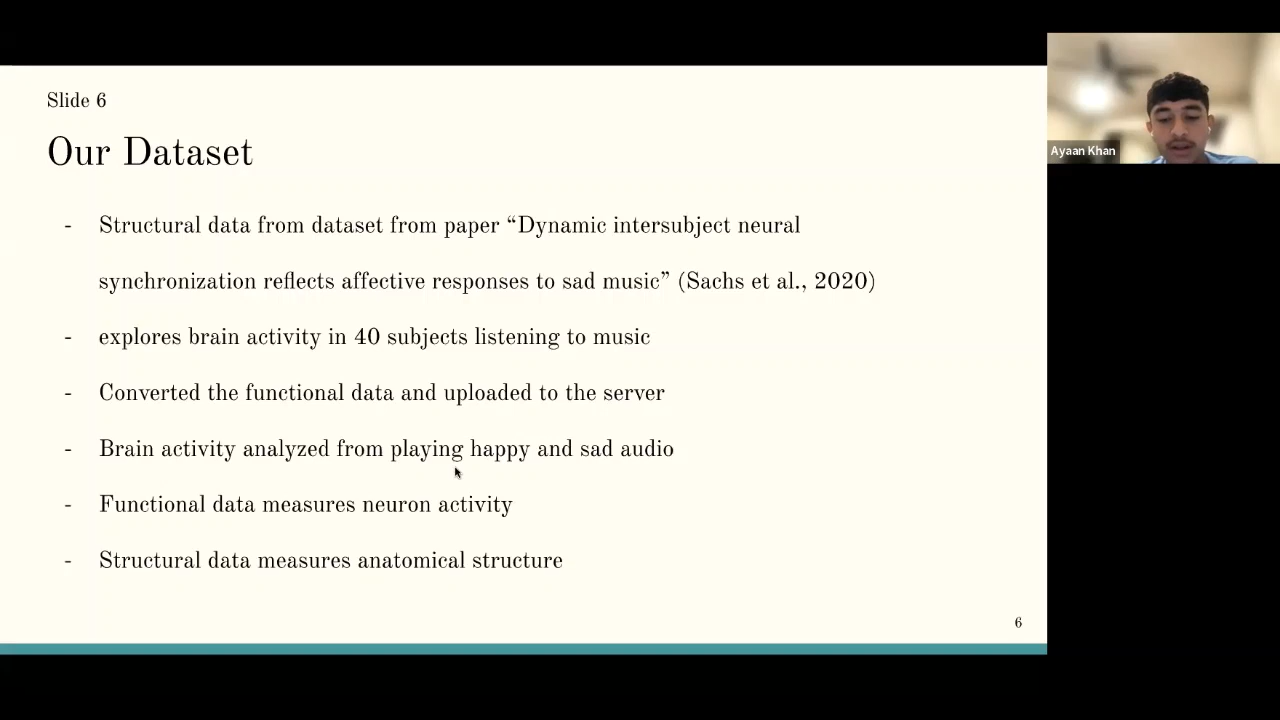 Slide 6
Our Dataset
- Structural data from dataset from paper “Dynamic intersubject neural
synchronization reflects affective responses to sad music” (Sachs et al., 2020)
- explores brain activity in 40 subjects listening to music
- Converted the functional data and uploaded to the server
- Brain activity analyzed from playing happy and sad audio
- Functional data measures neuron activity
- Structural data measures anatomical structure
6
Ayaan Khan